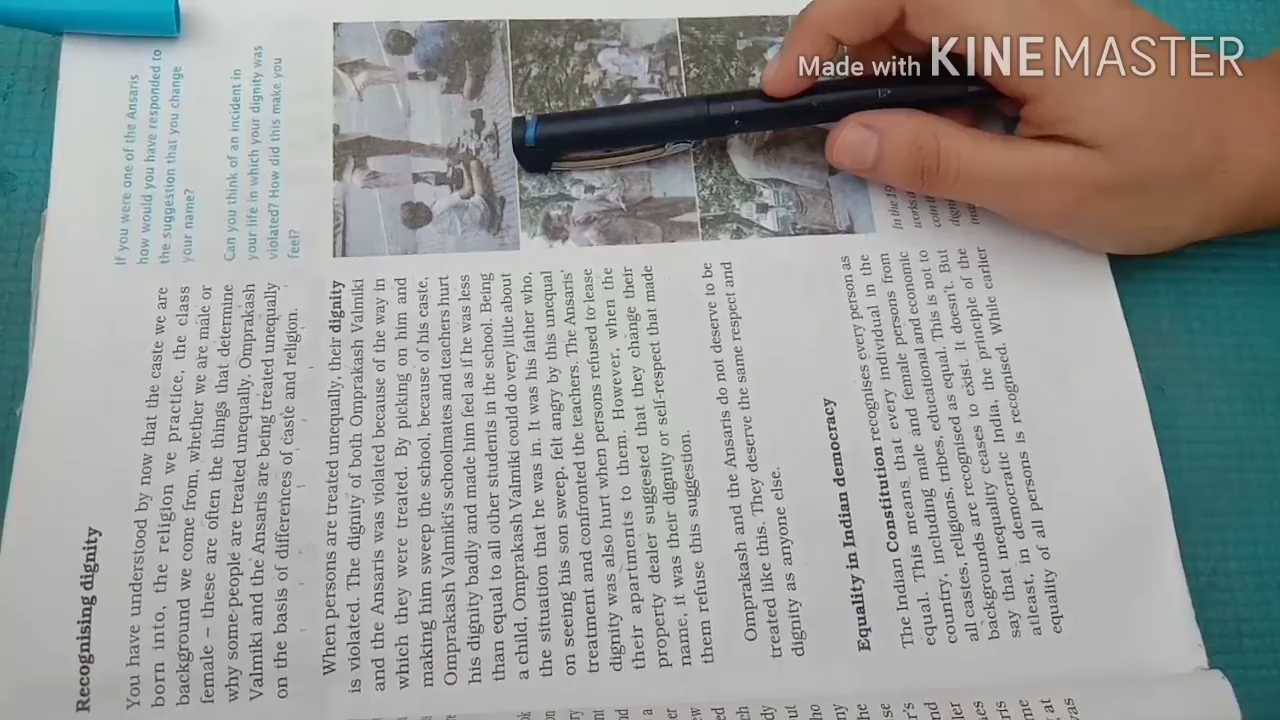 Made with KINEMASTER
Recognising dignity
You have understood by now that the caste we are
born into, the religion we practice, the class
background we come from, whether we are male or
female – these are often the things that determine
why some people are treated unequally. Omprakash
Valmiki and the Ansaris are being treated unequally
on the basis of differences of caste and religion.
When persons are treated unequally, their dignity
is violated. The dignity of both Omprakash Valmiki
and the Ansaris was violated because of the way in
which they were treated. By picking on him and
making him sweep the school, because of his caste,
Omprakash Valmiki's schoolmates and teachers hurt
his dignity badly and made him feel as if he was less
than equal to all other students in the school. Being
a child, Omprakash Valmiki could do very little about
the situation that he was in. It was his father who,
on seeing his son sweep, felt angry by this unequal
treatment and confronted the teachers. The Ansaris'
dignity was also hurt when persons refused to lease
their apartments to them. However, when the
property dealer suggested that they change their
name, it was their dignity or self-respect that made
them refuse this suggestion.
Omprakash and the Ansaris do not deserve to be
treated like this. They deserve the same respect and
dignity as anyone else.
Equality in Indian democracy
The Indian Constitution recognises every person as
equal. This means that every individual in the
country, including male and female persons from
all castes, religions, tribes, educational and economic
backgrounds are recognised as equal. This is not to
say that inequality ceases to exist. It doesn't. But
atleast, in democratic India, the principle of the
equality of all persons is recognised. While earlier
If you were one of the Ansaris
how would you have responded to
the suggestion that you change
your name?
Can you think of an incident in
your life in which your dignity was
violated? How did this make you
feel?
In the 19